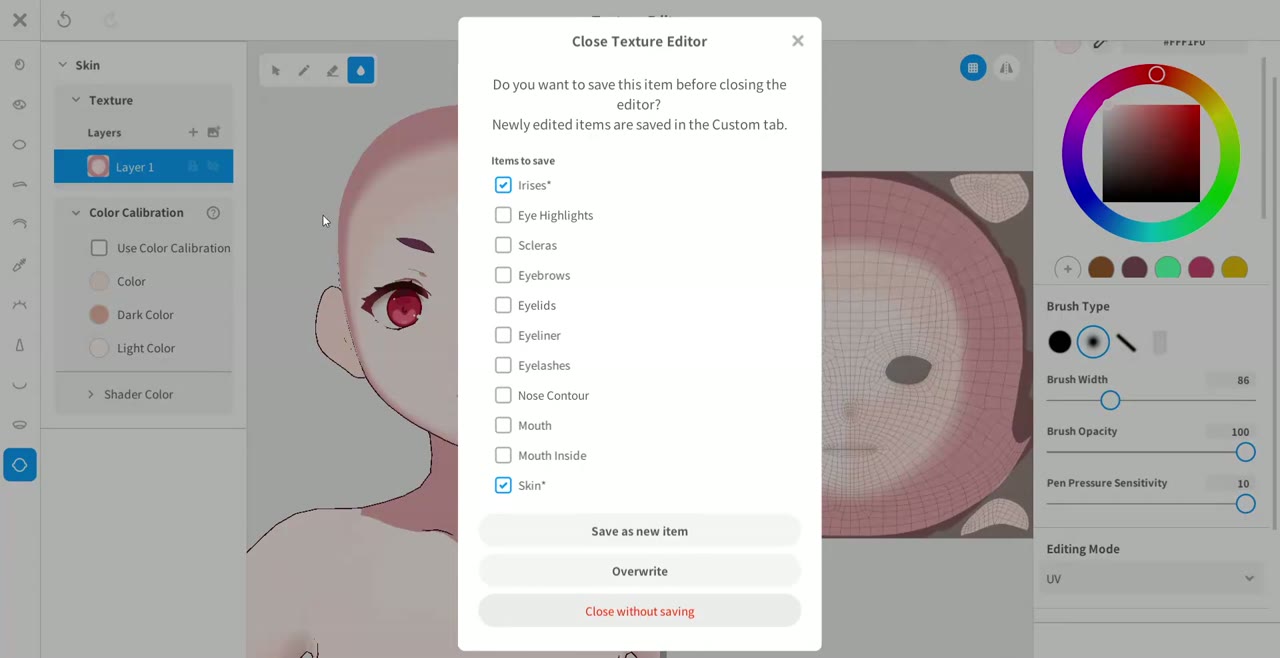 Close Texture Editor
Do you want to save this item before closing the
editor?
Newly edited items are saved in the Custom tab.
Items to save
Irises*
Eye Highlights
Scleras
Eyebrows
Eyelids
Eyeliner
Eyelashes
Nose Contour
Mouth
Mouth Inside
Skin*
Save as new item
Overwrite
Close without saving
Skin
Texture
Layers
Layer 1
Color Calibration
Use Color Calibration
Color
Dark Color
Light Color
Shader Color
#FFF1F0
Brush Type
Brush Width
86
Brush Opacity
100
Pen Pressure Sensitivity
10
Editing Mode
UV